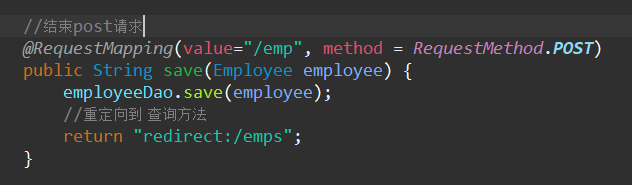 //结束post请求
@RequestMapping(value="/emp", method = RequestMethod.POST)
public String save(Employee employee) {
    employeeDao.save(employee);
    //重定向到 查询方法
    return "redirect:/emps";
}